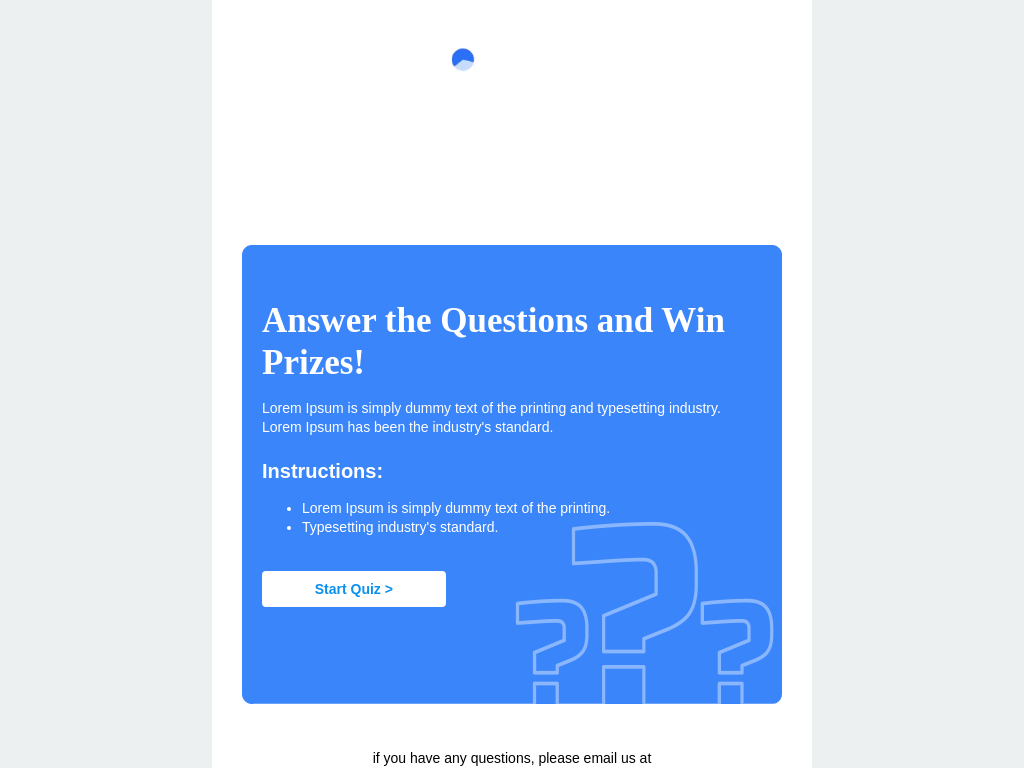 Answer the Questions and Win
Prizes!
Lorem Ipsum is simply dummy text of the printing and typesetting industry.
Lorem Ipsum has been the industry's standard.
Instructions:
• Lorem Ipsum is simply dummy text of the printing.
• Typesetting industry's standard.
Start Quiz >
? ? ?
if you have any questions, please email us at